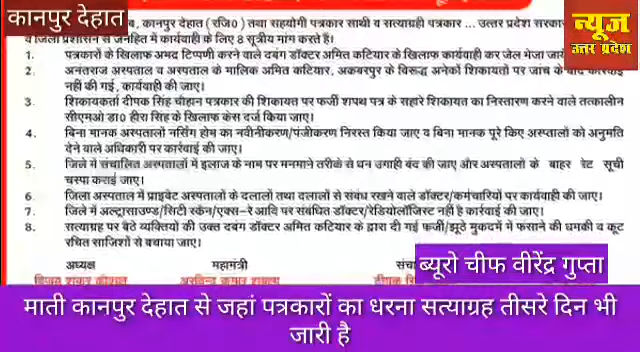 कानपुर देहात
न्यूज
उत्तर प्रदेश
कानपुर देहात (रजि0) तथा सहयोगी पत्रकार साथी व सत्याग्रही पत्रकार ... उत्तर प्रदेश सरकार
व जिला प्रशासन से जनहित में कार्यवाही के लिए 8 सूत्रीय मांग करते हैं।
1. पत्रकारों के खिलाफ अभद्र टिप्पणी करने वाले दबंग डॉक्टर अमित कटियार के खिलाफ कार्यवाही कर जेल भेजा
2. अनतराज अस्पताल व अस्पताल के मालिक अमित कटियार, अकबरपुर के विरूद्ध अनेकों शिकायतों पर जांच के बाद
नहीं की गई, कार्यवाही की जाए।
3. शिकायतकर्ता दीपक सिंह चौहान पत्रकार की शिकायत पर फर्जी शपथ पत्र के सहारे शिकायत का निस्तारण करने वाले तत्कालीन
सीएमओ डा0 हीरा सिंह के खिलाफ केस दर्ज किया जाए।
4. बिना मानक अस्पतालों नर्सिंग होम का नवीनीकरण/पंजीकरण निरस्त किया जाए व बिना मानक पूरे किए अस्प्तालों को अनुमति
देने वाले अधिकारी पर कार्रवाई की जाए।
5. जिले में संचालित अस्पतालों में इलाज के नाम पर मनमाने तरीके से धन उगाही बंद की जाए और अस्पतालों के बाहर रेट सूची
चस्पा कराई जाए।
6. जिला अस्पताल में प्राइवेट अस्पतालों के दलालों तथा दलालों से संबंध रखने वाले डॉक्टर/कर्मचारियों पर कार्यवाही की जाए।
7. जिले में अल्ट्रासाउण्ड/सिटी स्कैन/एक्स-रे आदि पर संबंधित डॉक्टर/रेडियोलॉजिस्ट नहीं है कार्रवाई की जाए।
8. सत्याग्रह पर बैठे व्यक्तियों की उक्त दबंग डॉक्टर अमित कटियार के द्वारा दी गई फर्जी/झूठे मुकदमें में फंसाने की धमकी व कूट
रचित साजिशों से बचाया जाए।
अध्यक्ष महामंत्री
ब्यूरो चीफ वीरेंद्र गुप्ता
माती कानपुर देहात से जहां पत्रकारों का धरना सत्याग्रह तीसरे दिन भी
जारी है